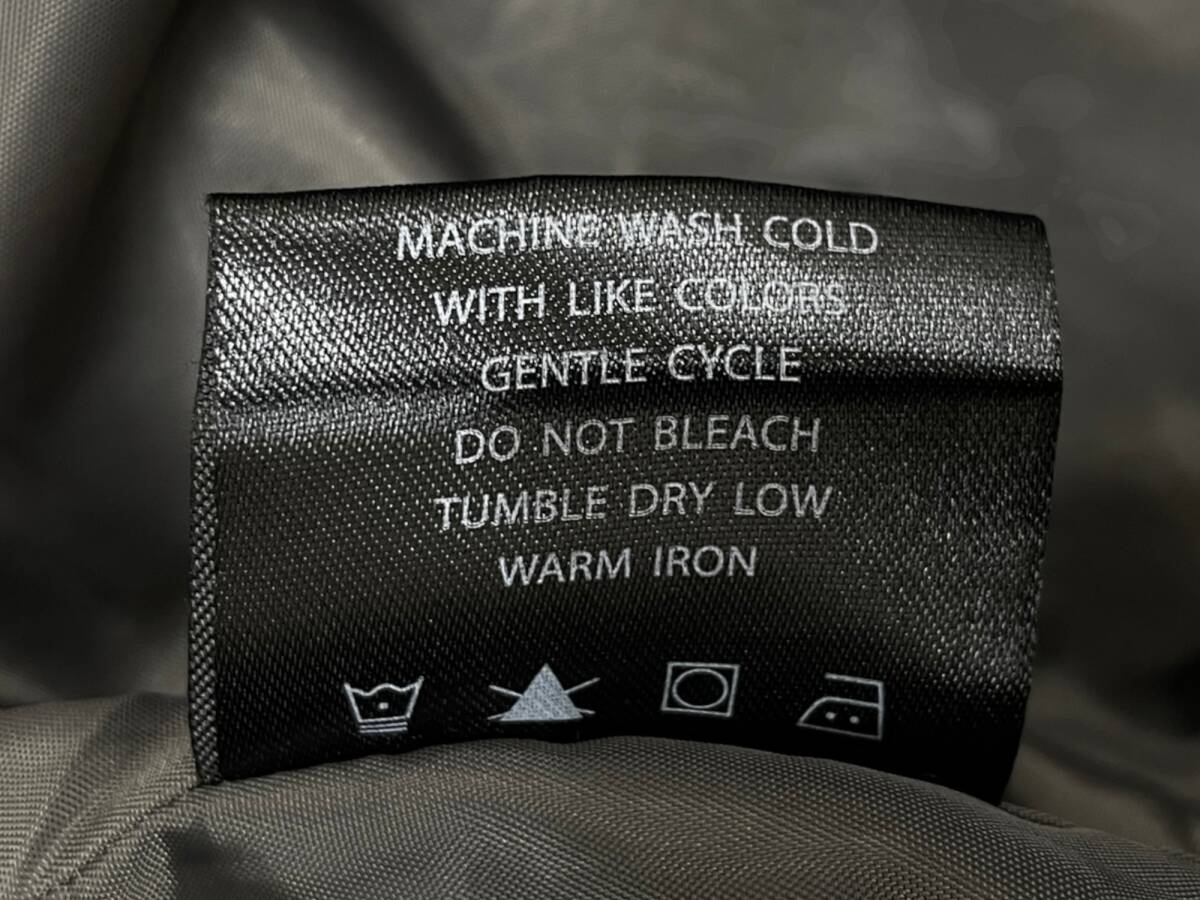 MACHINE WASH COLD
WITH LIKE COLORS
GENTLE CYCLE
DO NOT BLEACH
TUMBLE DRY LOW
WARM IRON